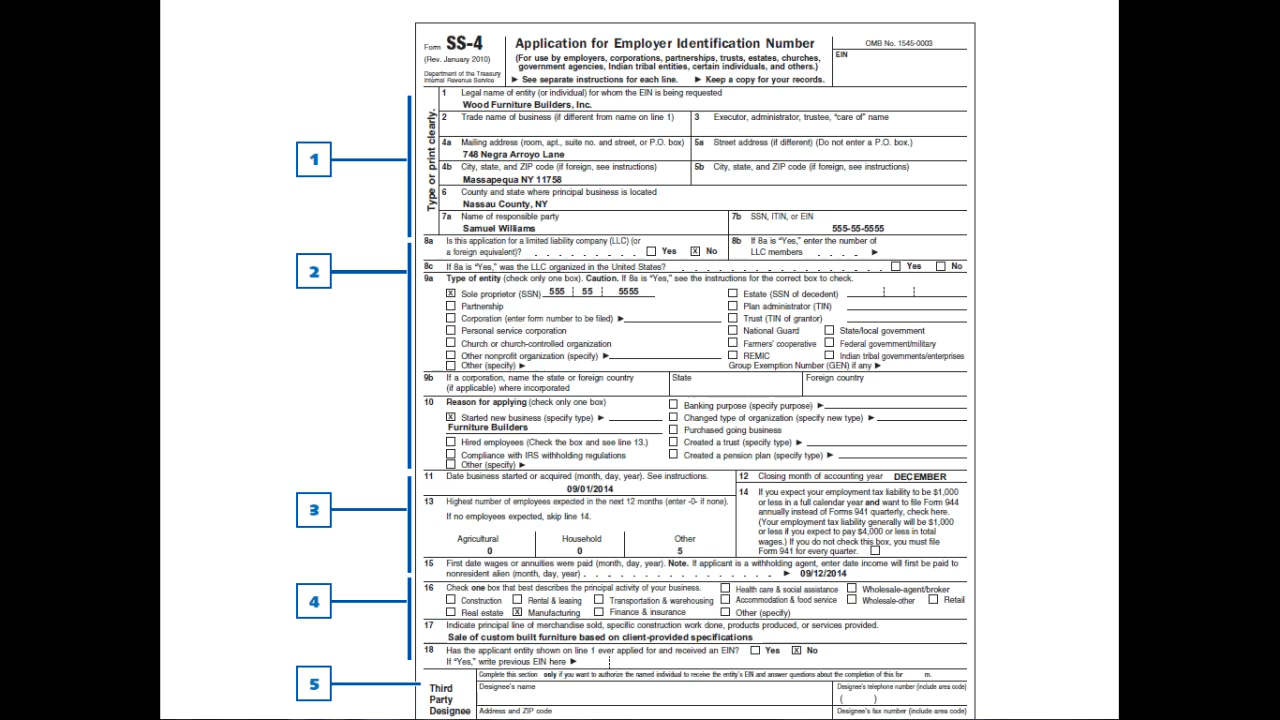 Form SS-4
(Rev. January 2010)
Department of the Treasury
Internal Revenue Service
Application for Employer Identification Number
(For use by employers, corporations, partnerships, trusts, estates, churches,
government agencies, Indian tribal entities, certain individuals, and others.)
► See separate instructions for each line. ► Keep a copy for your records.
OMB No. 1545-0003
EIN
Type or print clearly.
1 Legal name of entity (or individual) for whom the EIN is being requested
Wood Furniture Builders, Inc.
2 Trade name of business (if different from name on line 1)
3 Executor, administrator, trustee, "care of" name
4a Mailing address (room, apt., suite no. and street, or P.O. box)
748 Negra Arroyo Lane
5a Street address (if different) (Do not enter a P.O. box.)
4b City, state, and ZIP code (if foreign, see instructions)
Massapequa NY 11758
5b City, state, and ZIP code (if foreign, see instructions)
6 County and state where principal business is located
Nassau County, NY
7a Name of responsible party
Samuel Williams
7b SSN, ITIN, or EIN
555-55-5555
1
8a Is this application for a limited liability company (LLC) (or
a foreign equivalent)? . . . . . . . . Yes X No
8b If 8a is "Yes," enter the number of
LLC members . . . . ►
8c If 8a is "Yes," was the LLC organized in the United States? . . . . . . . . . . . . . . . Yes No
2
9a Type of entity (check only one box). Caution. If 8a is "Yes," see the instructions for the correct box to check.
X Sole proprietor (SSN) 555 55 5555
Partnership
Corporation (enter form number to be filed) ►
Personal service corporation
Church or church-controlled organization
Other nonprofit organization (specify) ►
Other (specify) ►
Estate (SSN of decedent)
Plan administrator (TIN)
Trust (TIN of grantor)
National Guard State/local government
Farmers' cooperative Federal government/military
REMIC Indian tribal governments/enterprises
Group Exemption Number (GEN) if any ►
9b If a corporation, name the state or foreign country
(if applicable) where incorporated
State
Foreign country
10 Reason for applying (check only one box)
X Started new business (specify type) ►
Furniture Builders
Hired employees (Check the box and see line 13.)
Compliance with IRS withholding regulations
Other (specify) ►
Banking purpose (specify purpose) ►
Changed type of organization (specify new type) ►
Purchased going business
Created a trust (specify type) ►
Created a pension plan (specify type) ►
11 Date business started or acquired (month, day, year). See instructions.
09/01/2014
12 Closing month of accounting year DECEMBER
3
13 Highest number of employees expected in the next 12 months (enter -0- if none).
If no employees expected, skip line 14.
Agricultural Household Other
0 0 5
14 If you expect your employment tax liability to be $1,000
or less in a full calendar year and want to file Form 944
annually instead of Forms 941 quarterly, check here.
(Your employment tax liability generally will be $1,000
or less if you expect to pay $4,000 or less in total
wages.) If you do not check this box, you must file
Form 941 for every quarter.
15 First date wages or annuities were paid (month, day, year). Note. If applicant is a withholding agent, enter date income will first be paid to
nonresident alien (month, day, year) . . . . . . . . . . . . . . . ► 09/12/2014
4
16 Check one box that best describes the principal activity of your business.
Construction Rental & leasing Transportation & warehousing
Real estate X Manufacturing Finance & insurance
Health care & social assistance Wholesale-agent/broker
Accommodation & food service Wholesale-other Retail
Other (specify)
17 Indicate principal line of merchandise sold, specific construction work done, products produced, or services provided.
Sale of custom built furniture based on client-provided specifications
18 Has the applicant entity shown on line 1 ever applied for and received an EIN? Yes X No
If "Yes," write previous EIN here ►
5
Third
Party
Designee
Complete this section only if you want to authorize the named individual to receive the entity's EIN and answer questions about the completion of this for m.
Designee's name
Designee's telephone number (include area code)
( )
Address and ZIP code
Designee's fax number (include area code)